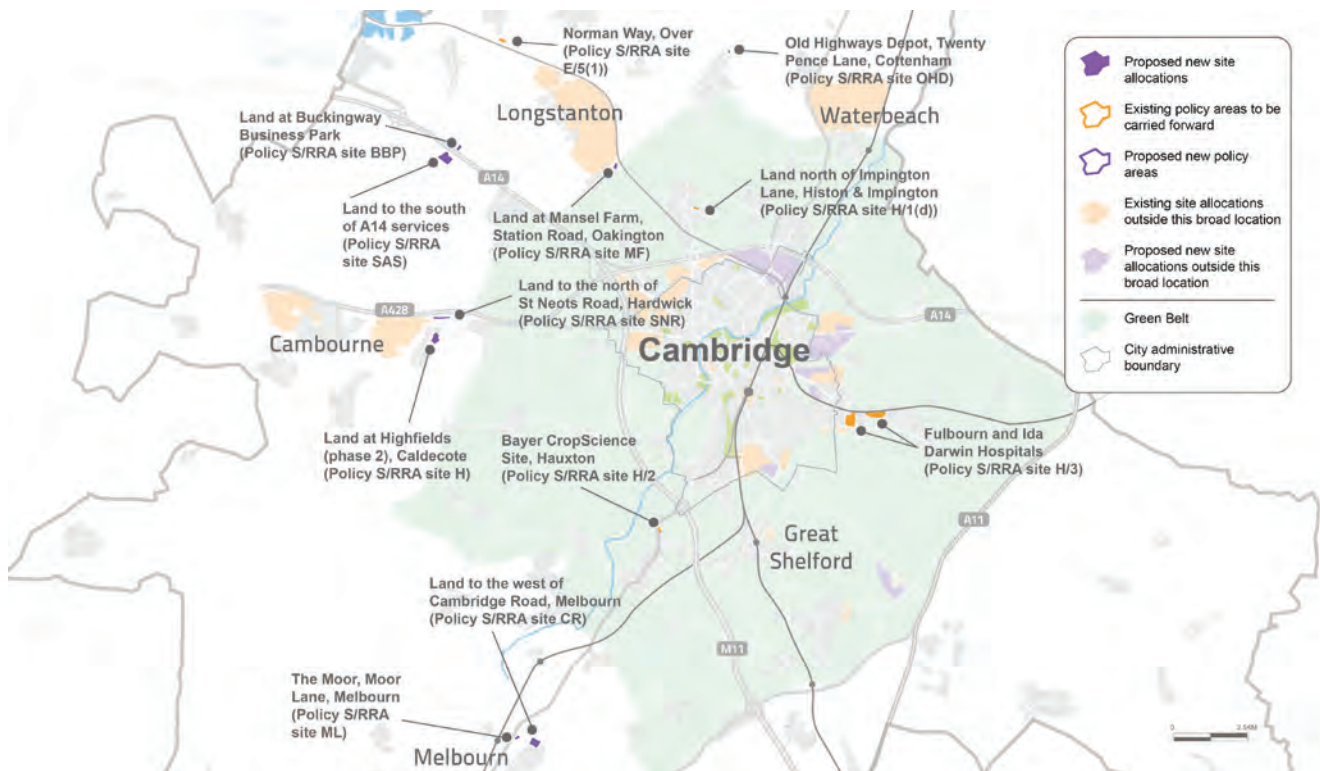 Norman Way, Over
(Policy S/RRA site
E/5(1))
Old Highways Depot, Twenty
Pence Lane, Cottenham
(Policy S/RRA site OHD)
Longstanton
Waterbeach
Land at Buckingway
Business Park
(Policy S/RRA site BBP)
A14
Land to the south
of A14 services
(Policy S/RRA
site SAS)
Land at Mansel Farm,
Station Road, Oakington
(Policy S/RRA site MF)
Land north of Impington
Lane, Histon & Impington
(Policy S/RRA site H/1(d))
Land to the north of
St Neots Road, Hardwick
(Policy S/RRA site SNR)
A428
A14
Cambourne
Cambridge
Land at Highfields
(phase 2), Caldecote
(Policy S/RRA site H)
Bayer CropScience
Site, Hauxton
(Policy S/RRA site H/2
Fulbourn and Ida
Darwin Hospitals
(Policy S/RRA site H/3)
A11
Great
Shelford
Land to the west of
Cambridge Road, Melbourn
(Policy S/RRA site CR)
M11
The Moor, Moor
Lane, Melbourn
(Policy S/RRA
site ML)
Melbourn
Proposed new site
allocations
Existing policy areas to be
carried forward
Proposed new policy
areas
Existing site allocations
outside this broad location
Proposed new site
allocations outside this
broad location
Green Belt
City administrative
boundary
0